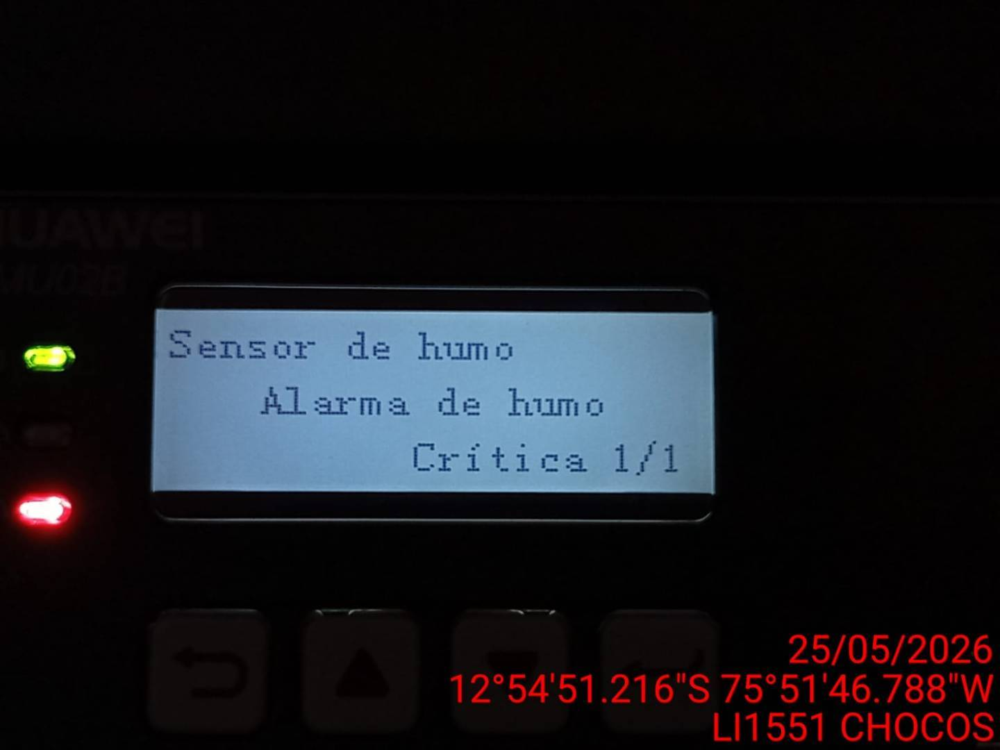 HUAWEI
MU02B
Sensor de humo
Alarma de humo
Crítica 1/1
25/05/2026
12°54'51.216"S 75°51'46.788"W
LI1551 CHOCOS